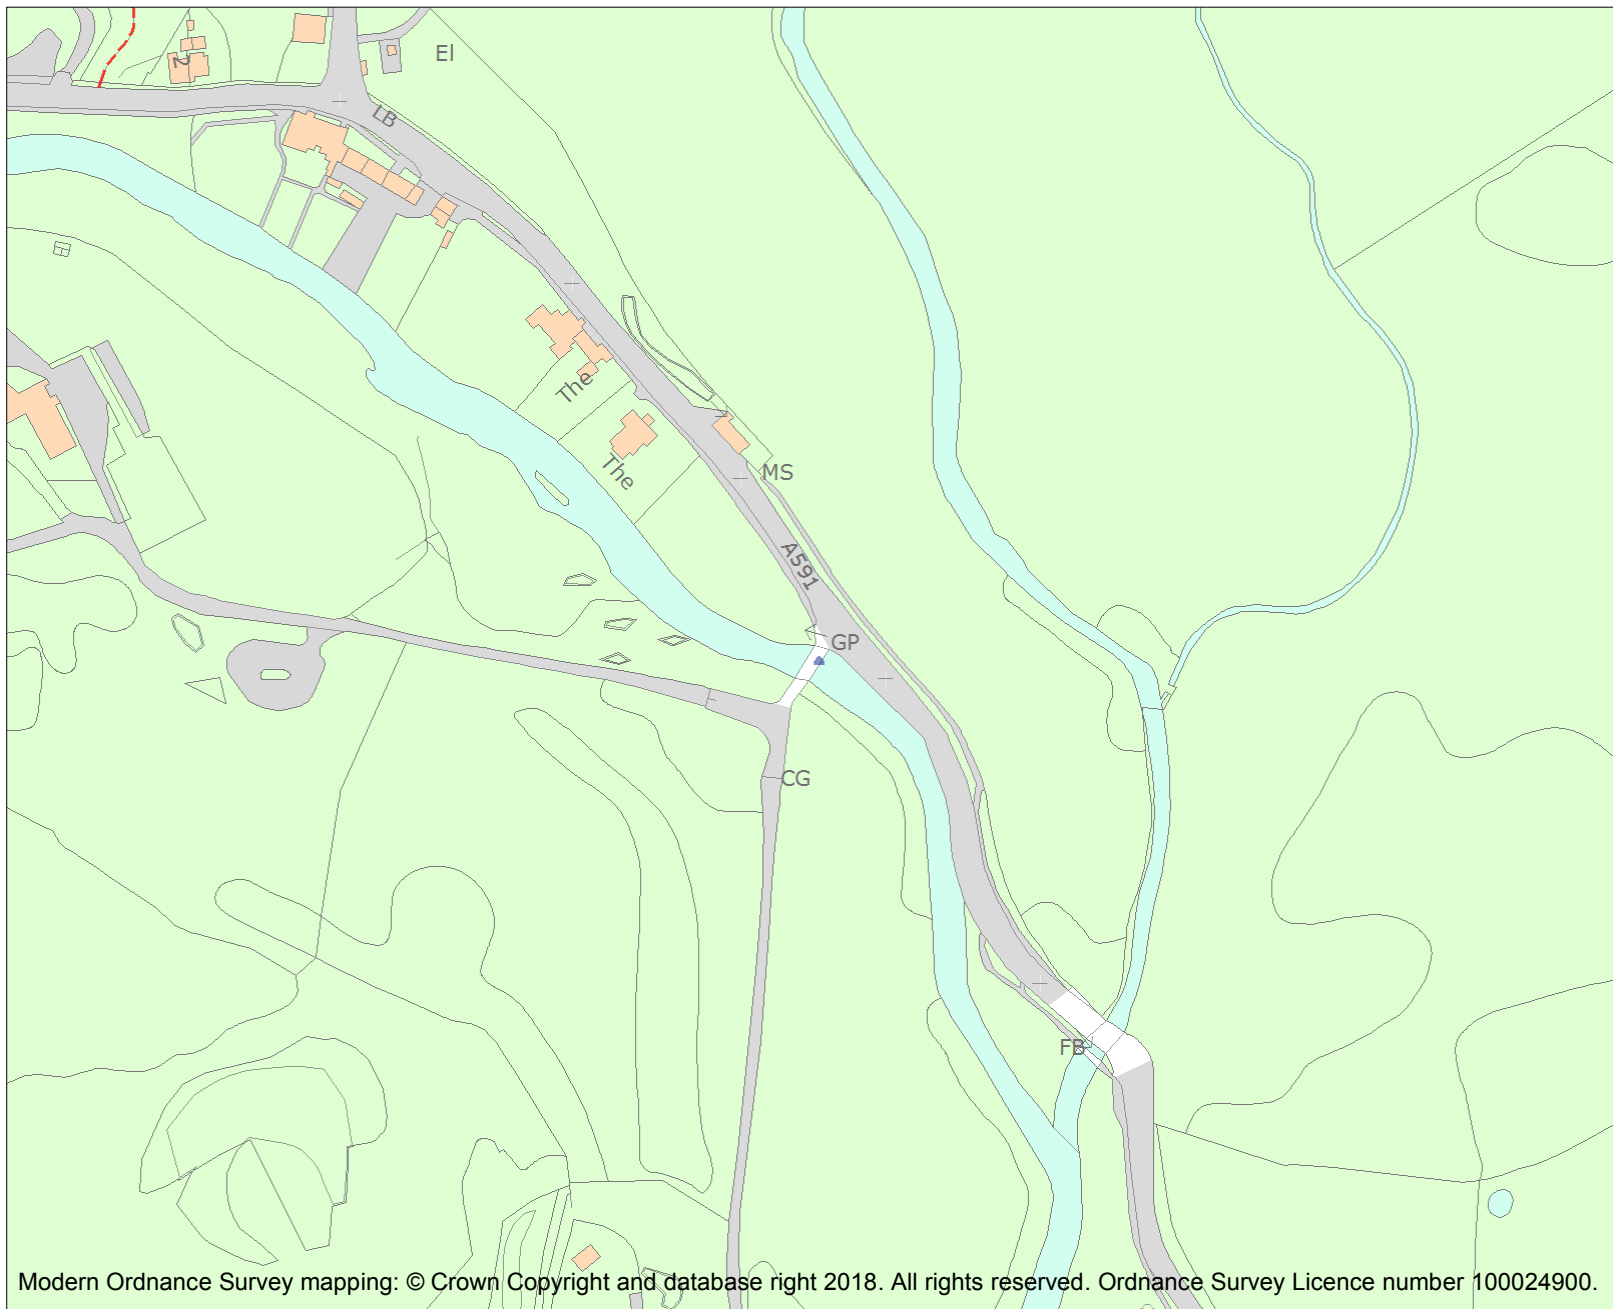 El
2
LB
The
The
MS
A591
GP
CG
FB
Modern Ordnance Survey mapping: © Crown Copyright and database right 2018. All rights reserved. Ordnance Survey Licence number 100024900.